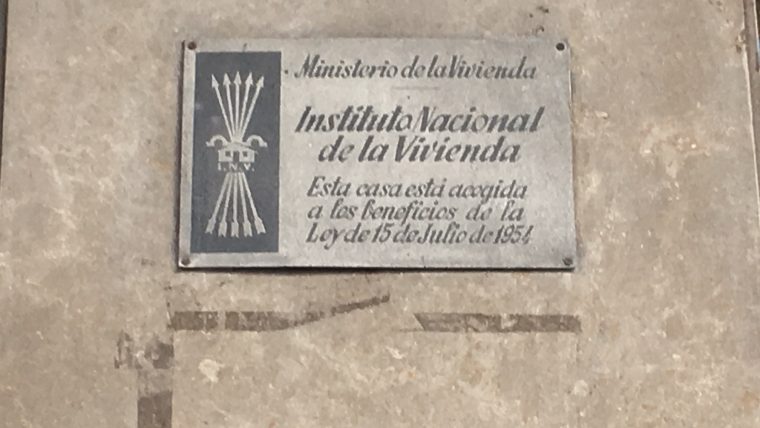 Ministerio de la Vivienda
Instituto Nacional
de la Vivienda
I.N.V.
Esta casa está acogida
a los beneficios de la
Ley de 15 de Julio de 1954